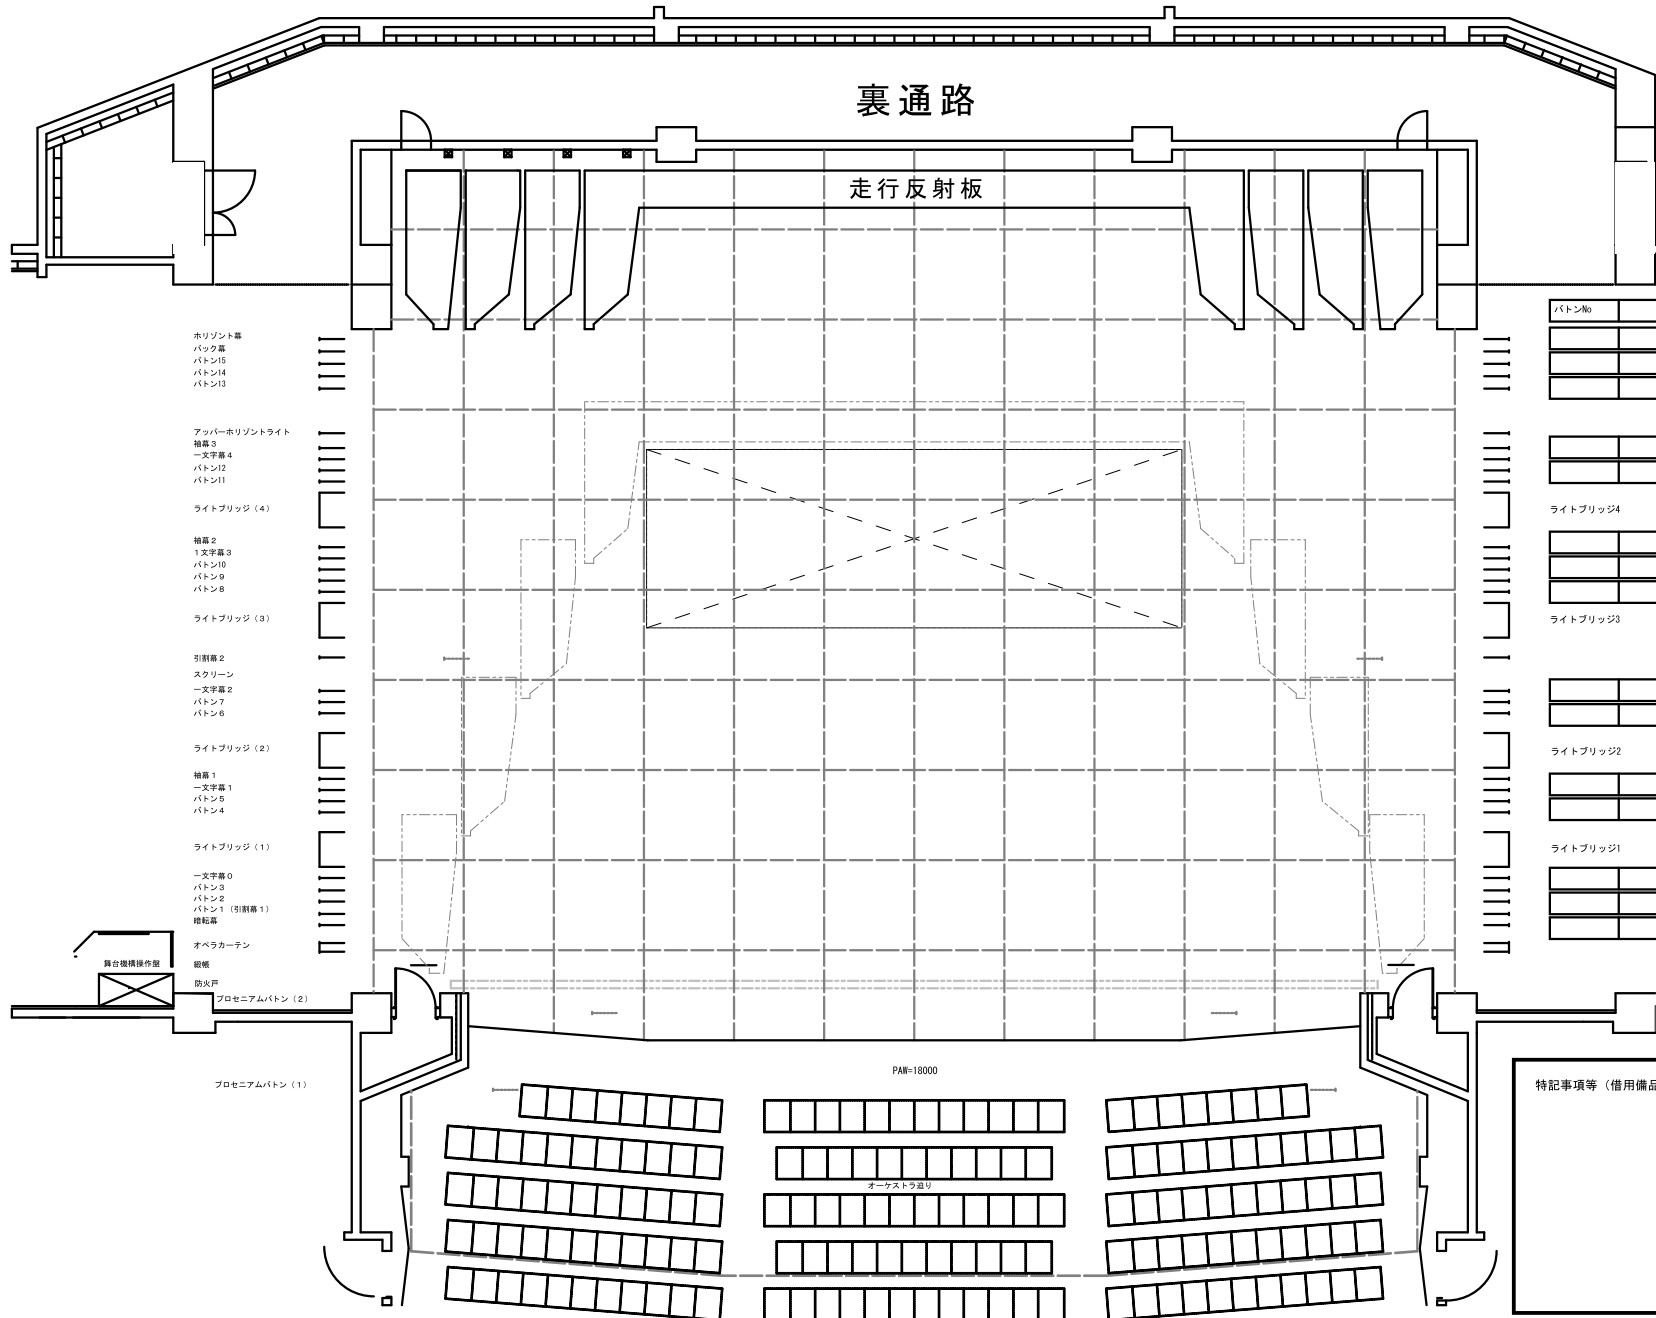 裏通路
走行反射板
ホリゾント幕
バック幕
バトン15
バトン14
バトン13
アッパーホリゾントライト
袖幕3
一文字幕4
バトン12
バトン11
ライトブリッジ(4)
袖幕2
1文字幕3
バトン10
バトン9
バトン8
ライトブリッジ(3)
引割幕2
スクリーン
一文字幕2
バトン7
バトン6
ライトブリッジ(2)
袖幕1
一文字幕1
バトン5
バトン4
ライトブリッジ(1)
一文字幕0
バトン3
バトン2
バトン1(引割幕1)
暗転幕
オペラカーテン
緞帳
防火戸
プロセニアムバトン(2)
プロセニアムバトン(1)
舞台機構操作盤
バトンNo
ライトブリッジ4
ライトブリッジ3
ライトブリッジ2
ライトブリッジ1
PAW=18000
オーケストラ迫り
特記事項等(借用備品